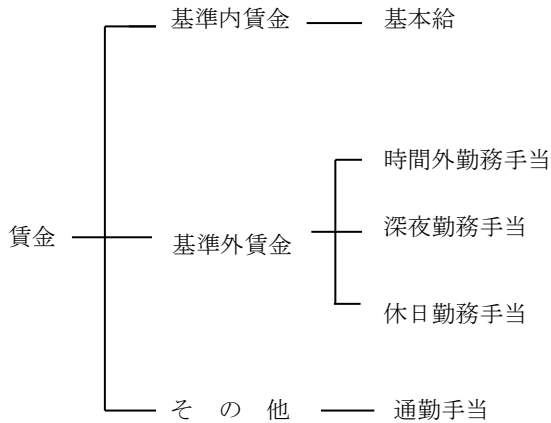 基準内賃金 基本給
時間外勤務手当
深夜勤務手当
賃金 基準外賃金
休日勤務手当
その他 通勤手当